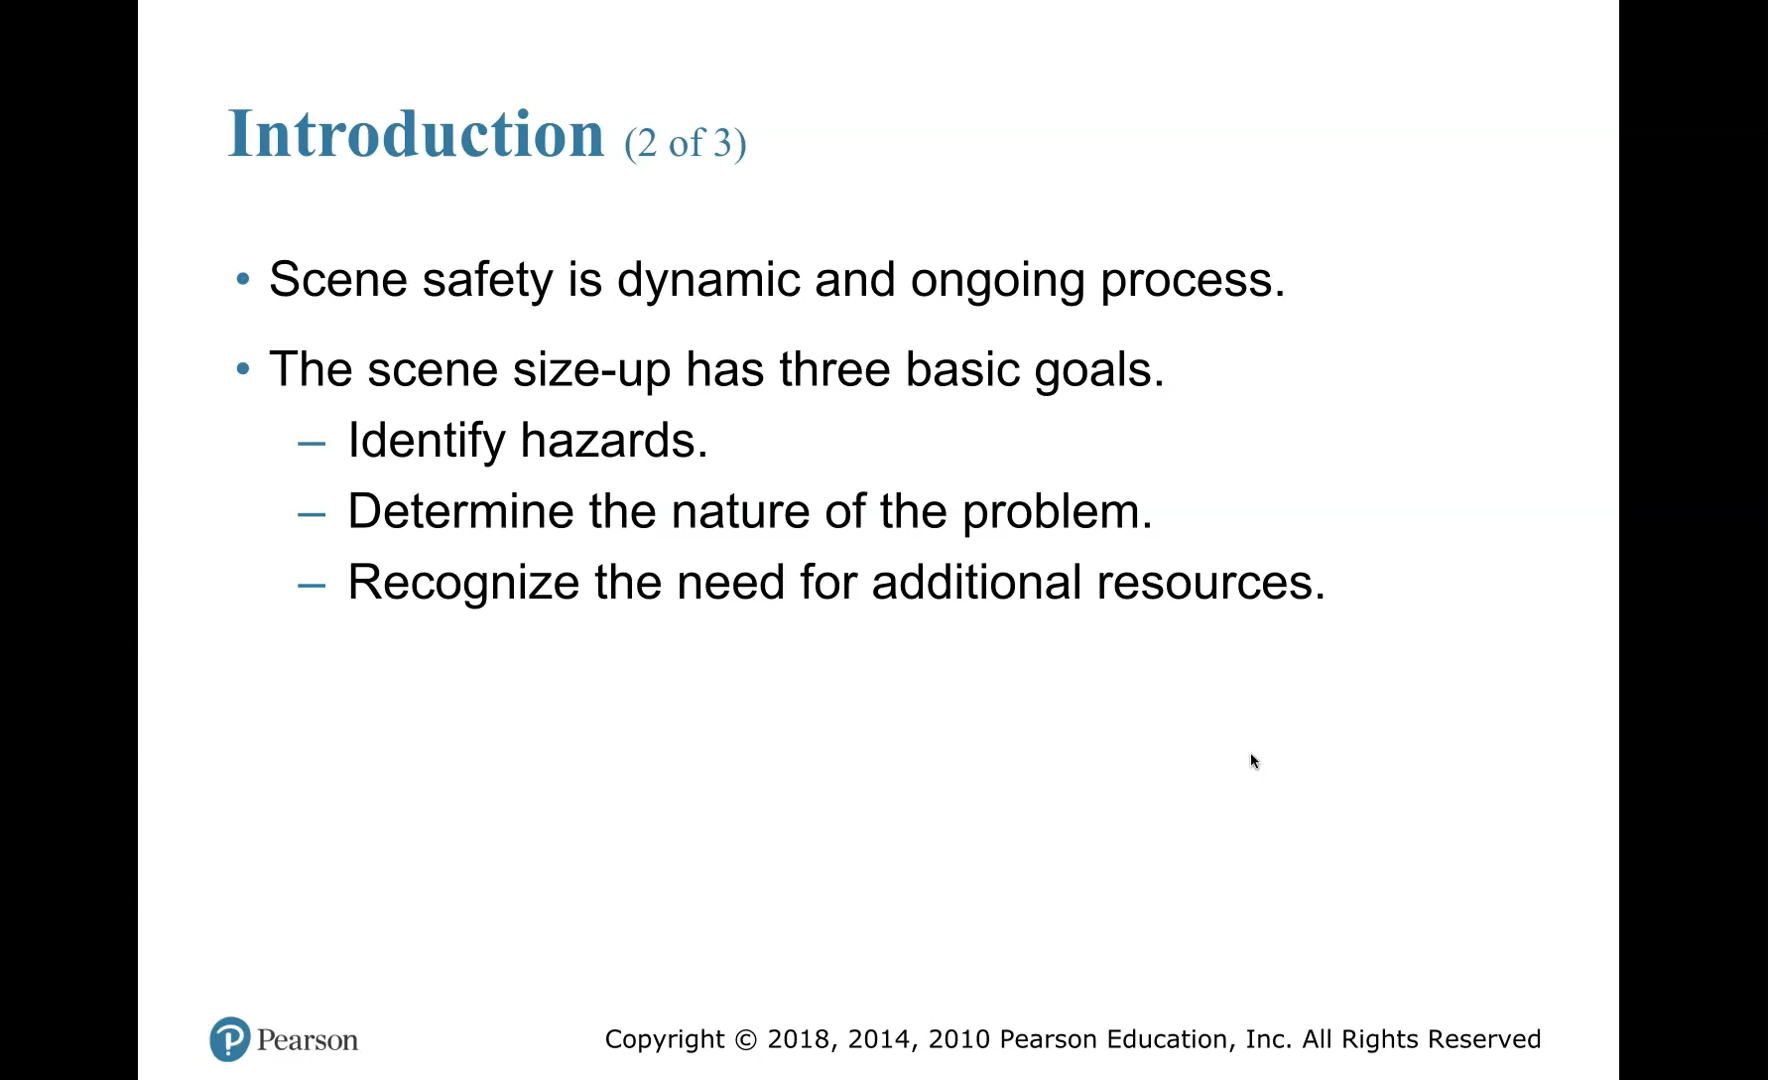 Introduction (2 of 3)
• Scene safety is dynamic and ongoing process.
• The scene size-up has three basic goals.
– Identify hazards.
– Determine the nature of the problem.
– Recognize the need for additional resources.
Pearson
Copyright © 2018, 2014, 2010 Pearson Education, Inc. All Rights Reserved